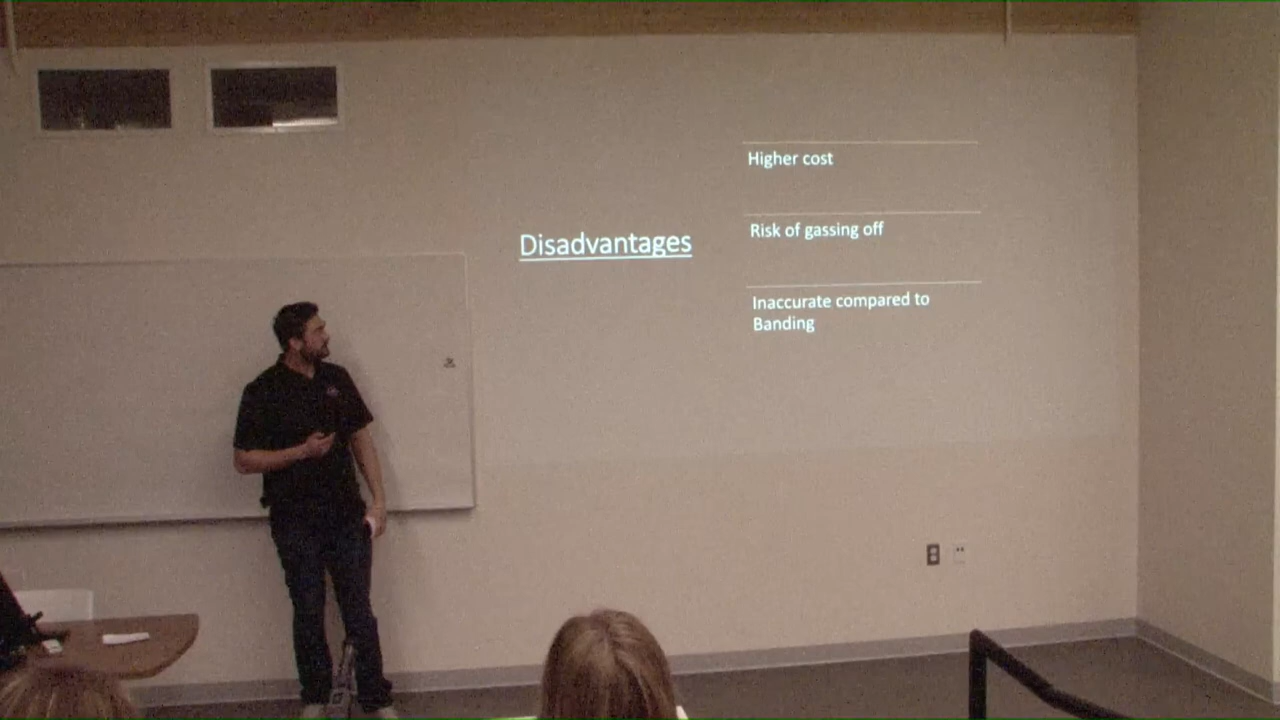 Disadvantages
Higher cost
Risk of gassing off
Inaccurate compared to
Banding